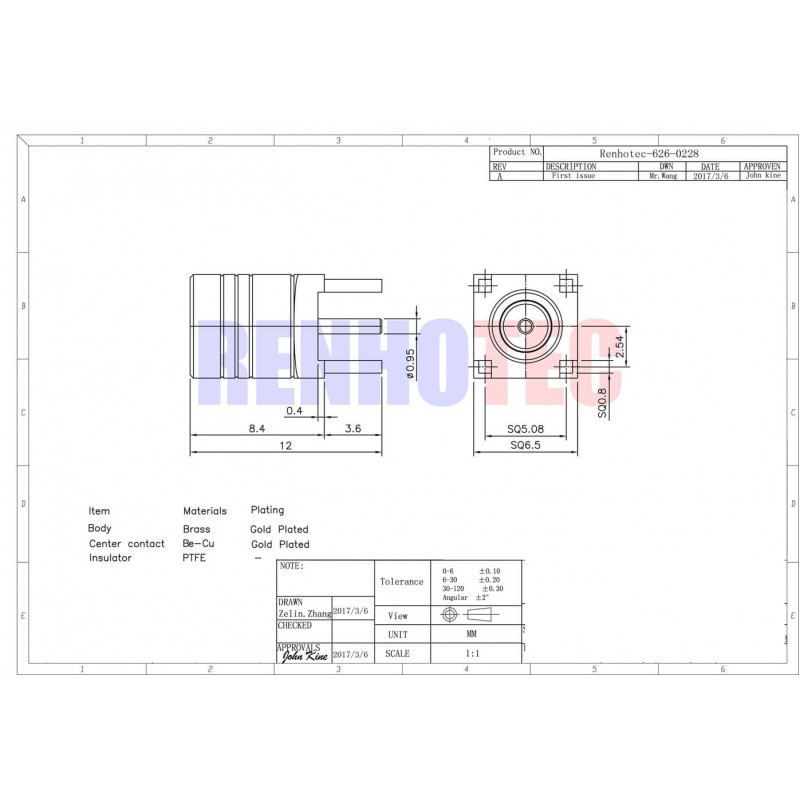 1 2 3 4 5 6
Product NO. Renhotec-626-0228
REV DESCRIPTION DWN DATE APPROVEN
A First issue Mr.Wang 2017/3/6 John kine
A A
B B
C C
D D
E E
RENHOTEC
ø0.95
2.54
SQ0.8
0.4
8.4 3.6
12
SQ5.08
SQ6.5
Item Materials Plating
Body Brass Gold Plated
Center contact Be-Cu Gold Plated
Insulator PTFE -
NOTE:
Tolerance
0-6 ±0.10
6-30 ±0.20
30-120 ±0.30
Angular ±2°
DRAWN
Zelin.Zhang 2017/3/6
View
CHECKED
UNIT MM
APPROVALS
John Kine 2017/3/6
SCALE 1:1
1 2 3 4 5 6